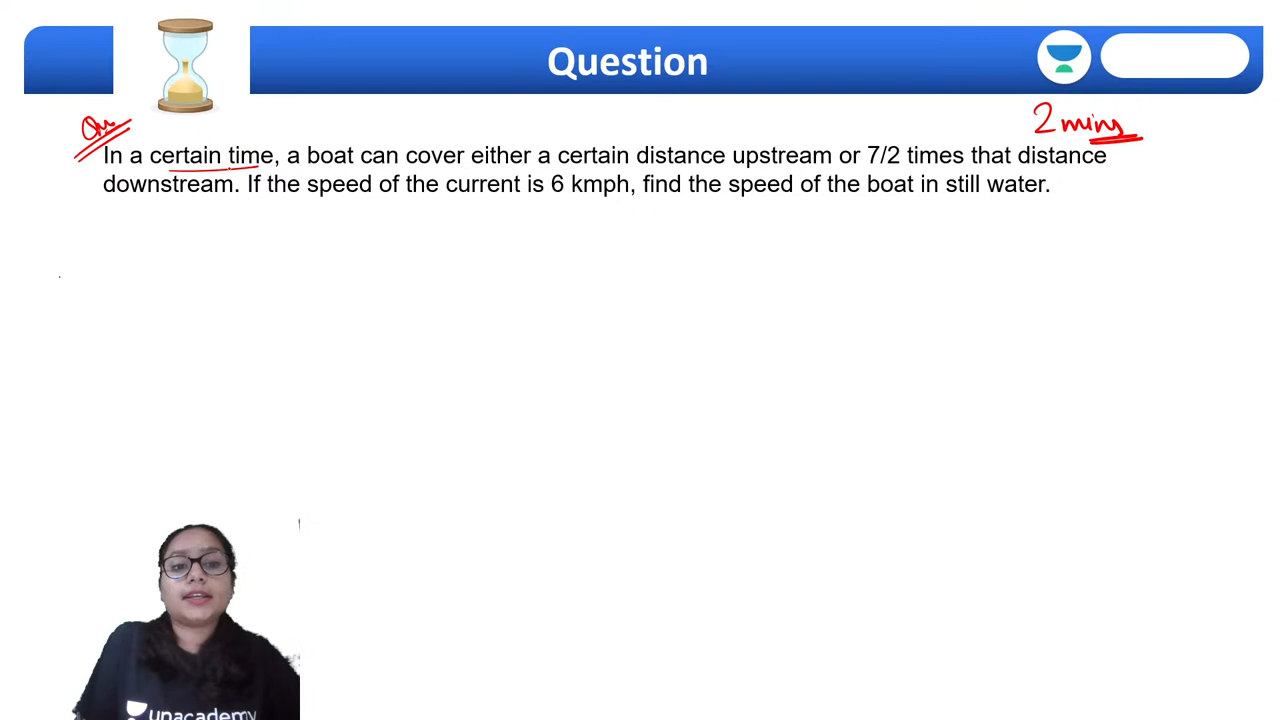 Question
2 mins
Qn
In a certain time, a boat can cover either a certain distance upstream or 7/2 times that distance
downstream. If the speed of the current is 6 kmph, find the speed of the boat in still water.
unacademy